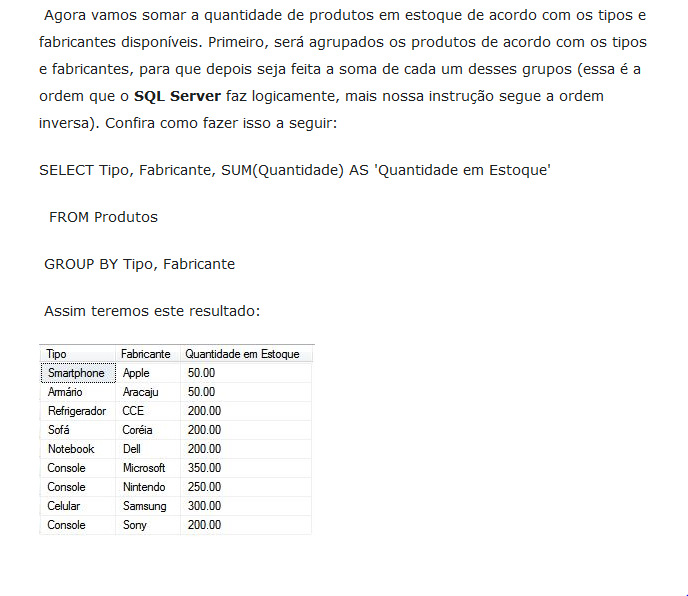 Agora vamos somar a quantidade de produtos em estoque de acordo com os tipos e
fabricantes disponíveis. Primeiro, será agrupados os produtos de acordo com os tipos
e fabricantes, para que depois seja feita a soma de cada um desses grupos (essa é a
ordem que o SQL Server faz logicamente, mais nossa instrução segue a ordem
inversa). Confira como fazer isso a seguir:
SELECT Tipo, Fabricante, SUM(Quantidade) AS 'Quantidade em Estoque'
FROM Produtos
GROUP BY Tipo, Fabricante
Assim teremos este resultado:
Tipo Fabricante Quantidade em Estoque
Smartphone Apple 50.00
Armário Aracaju 50.00
Refrigerador CCE 200.00
Sofá Coréia 200.00
Notebook Dell 200.00
Console Microsoft 350.00
Console Nintendo 250.00
Celular Samsung 300.00
Console Sony 200.00